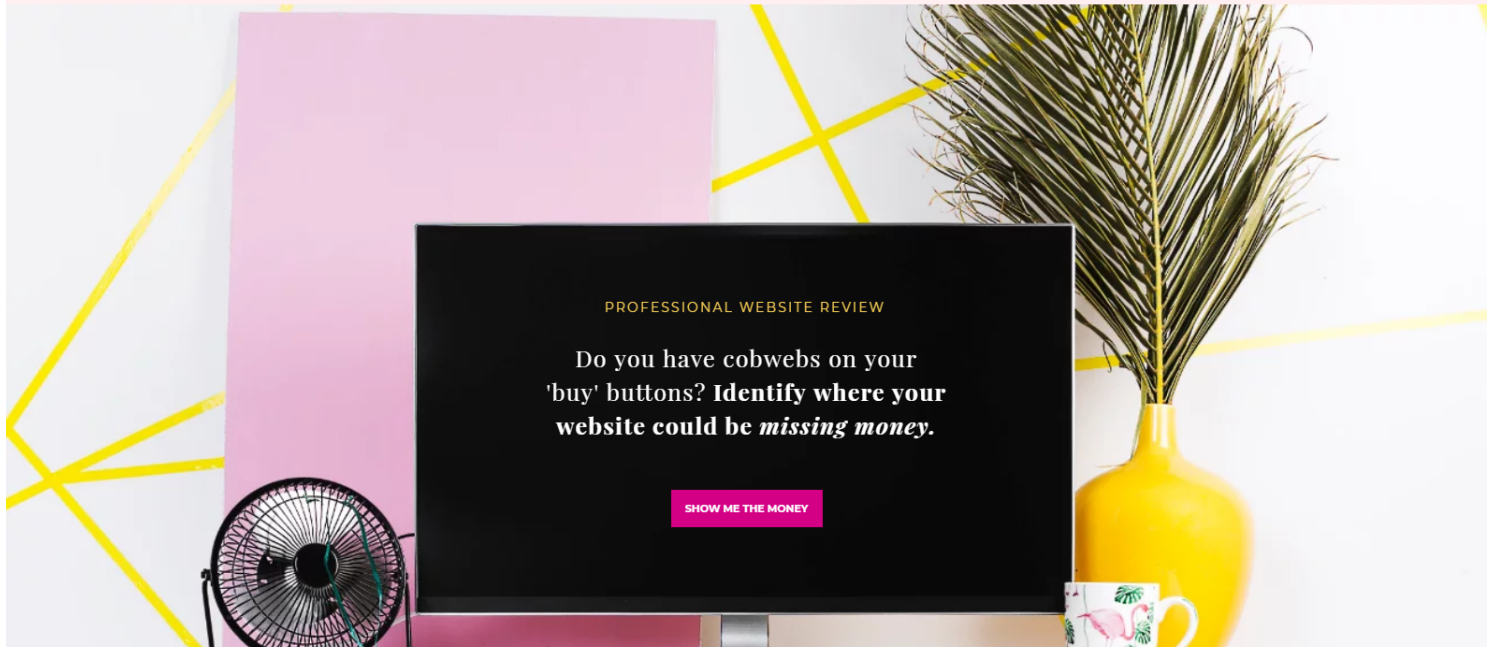 PROFESSIONAL WEBSITE REVIEW
Do you have cobwebs on your
'buy' buttons? Identify where your
website could be missing money.
SHOW ME THE MONEY